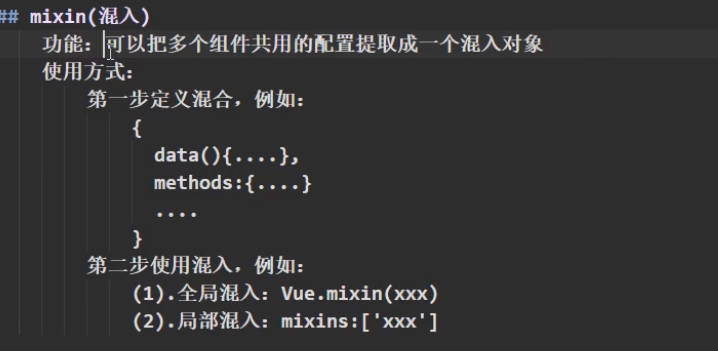 ## mixin(混入)
功能：可以把多个组件共用的配置提取成一个混入对象
使用方式：
第一步定义混合，例如：
{
data(){....},
methods:{....}
....
}
第二步使用混入，例如：
(1).全局混入：Vue.mixin(xxx)
(2).局部混入：mixins:['xxx']